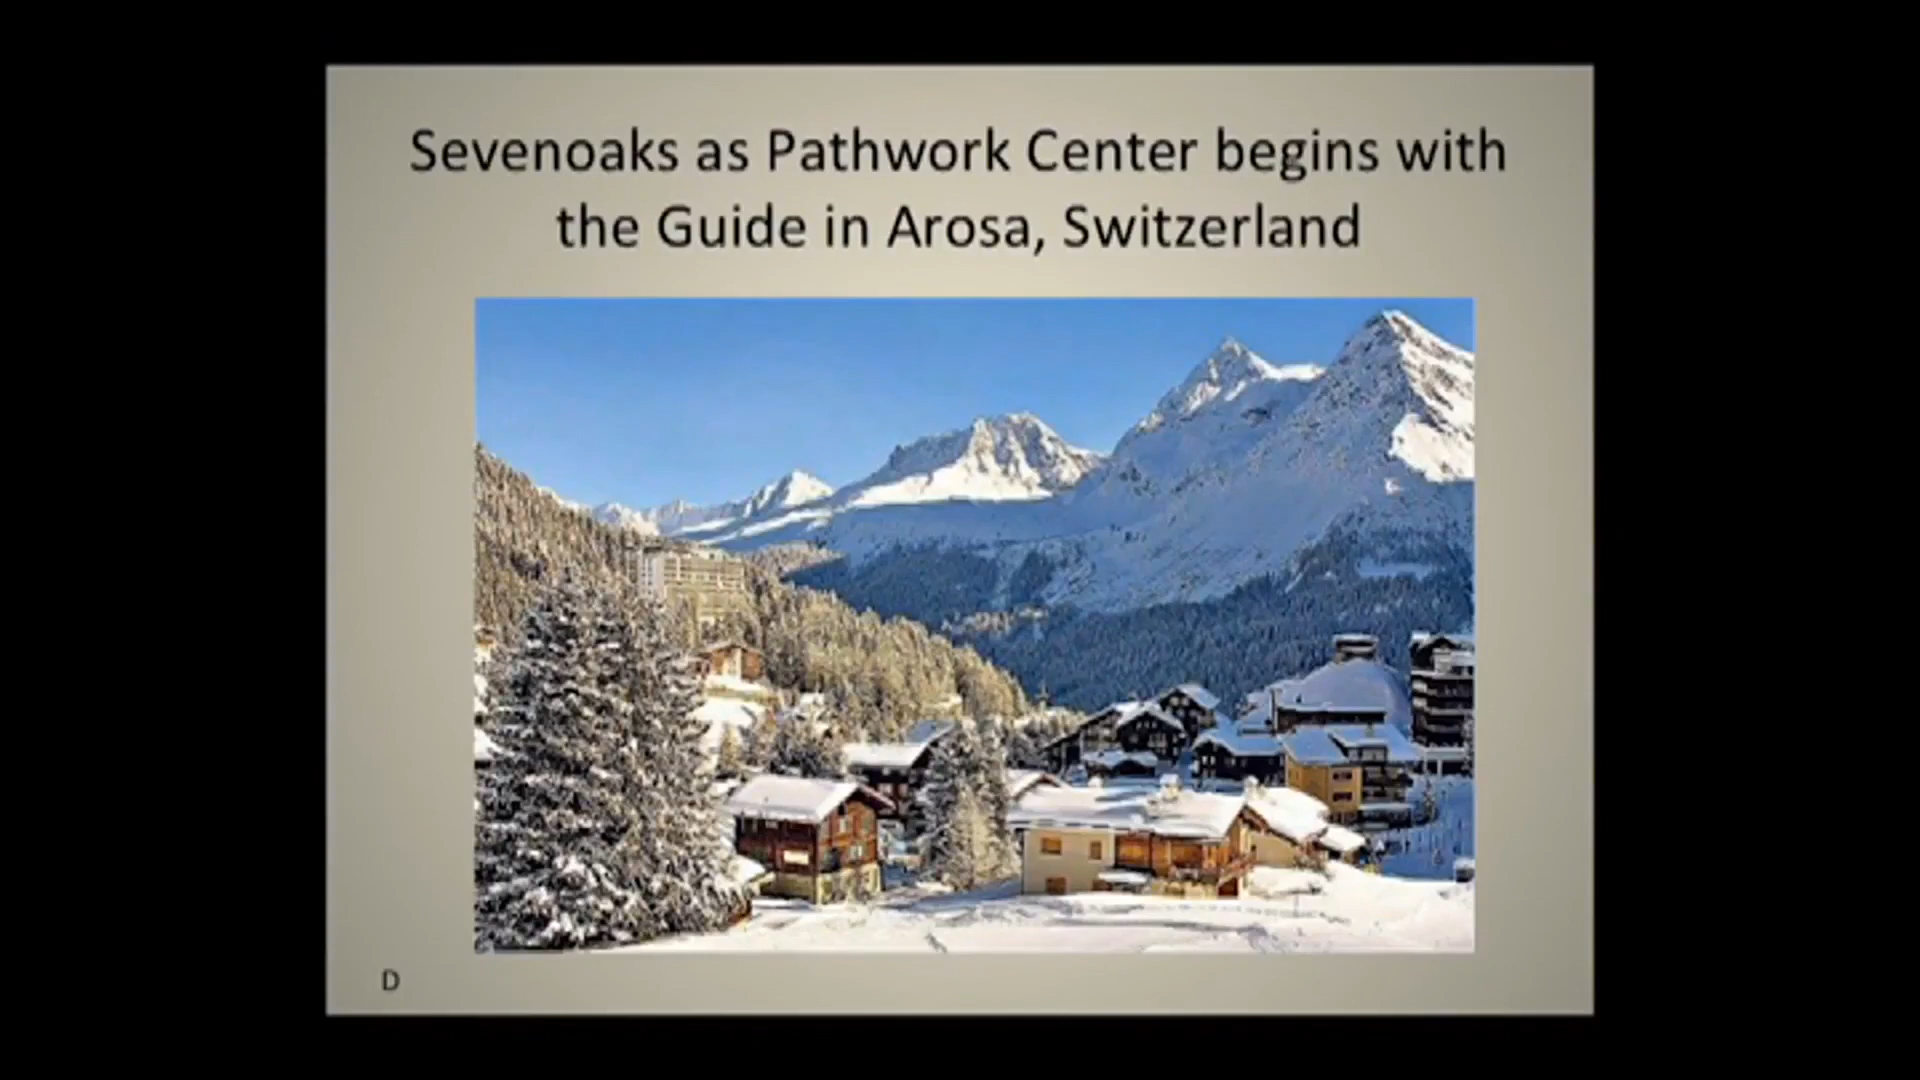 Sevenoaks as Pathwork Center begins with
the Guide in Arosa, Switzerland
D